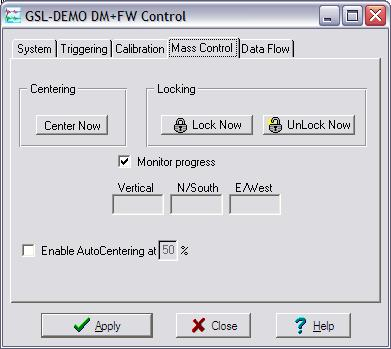 GSL-DEMO DM+FW Control
System Triggering Calibration Mass Control Data Flow
Centering Locking
Center Now Lock Now UnLock Now
Monitor progress
Vertical N/South E/West
Enable AutoCentering at 50 %
Apply Close Help